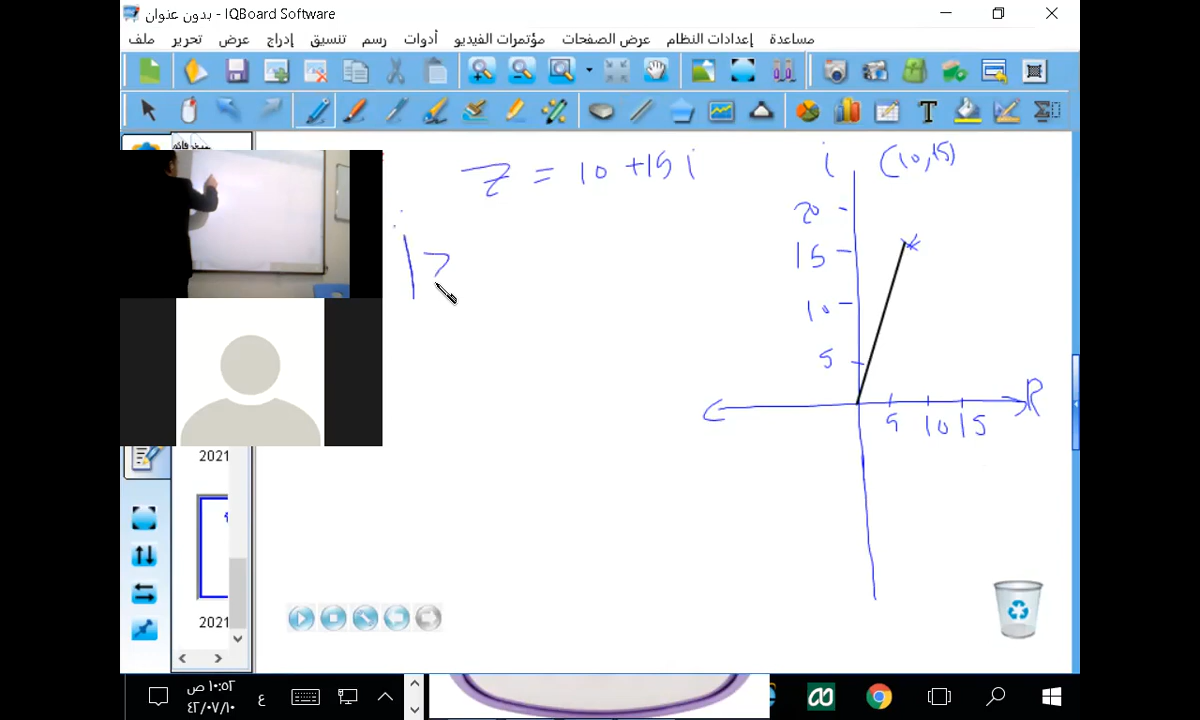 بدون عنوان - IQBoard Software
ملف تحرير عرض إدراج تنسيق رسم أدوات مؤتمرات الفيديو عرض الصفحات إعدادات النظام مساعدة
z = 10 + 15 i
i (10,15)
20
15
10
5
R
5 10 15
|z
2021
2021
١٠:٥٢ ص
٤٢/٠٧/١٠
ع